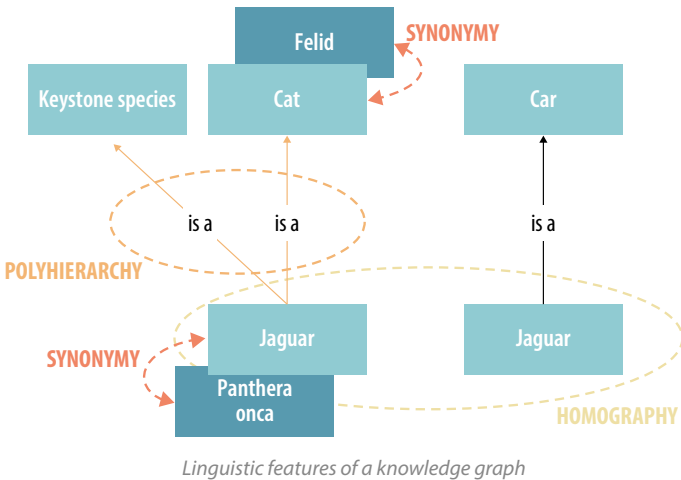 Felid
SYNONYMY
Keystone species
Cat
Car
is a
is a
is a
POLYHIERARCHY
Jaguar
Jaguar
SYNONYMY
Panthera
onca
HOMOGRAPHY
Linguistic features of a knowledge graph